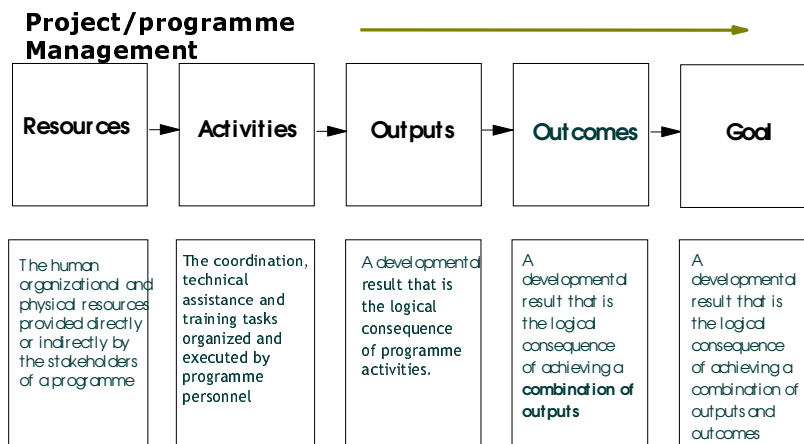 Project/programme
Management
Resources
Activities
Outputs
Outcomes
Goal
The human
organizational and
physical resources
provided directly
or indirectly by
the stakeholders
of a programme
The coordination,
technical
assistance and
training tasks
organized and
executed by
programme
personnel
A developmental
result that is
the logical
consequence
of programme
activities.
A
developmental
result that is
the logical
consequence
of achieving a
combination of
outputs
A
developmental
result that is
the logical
consequence
of achieving a
combination of
outputs and
outcomes